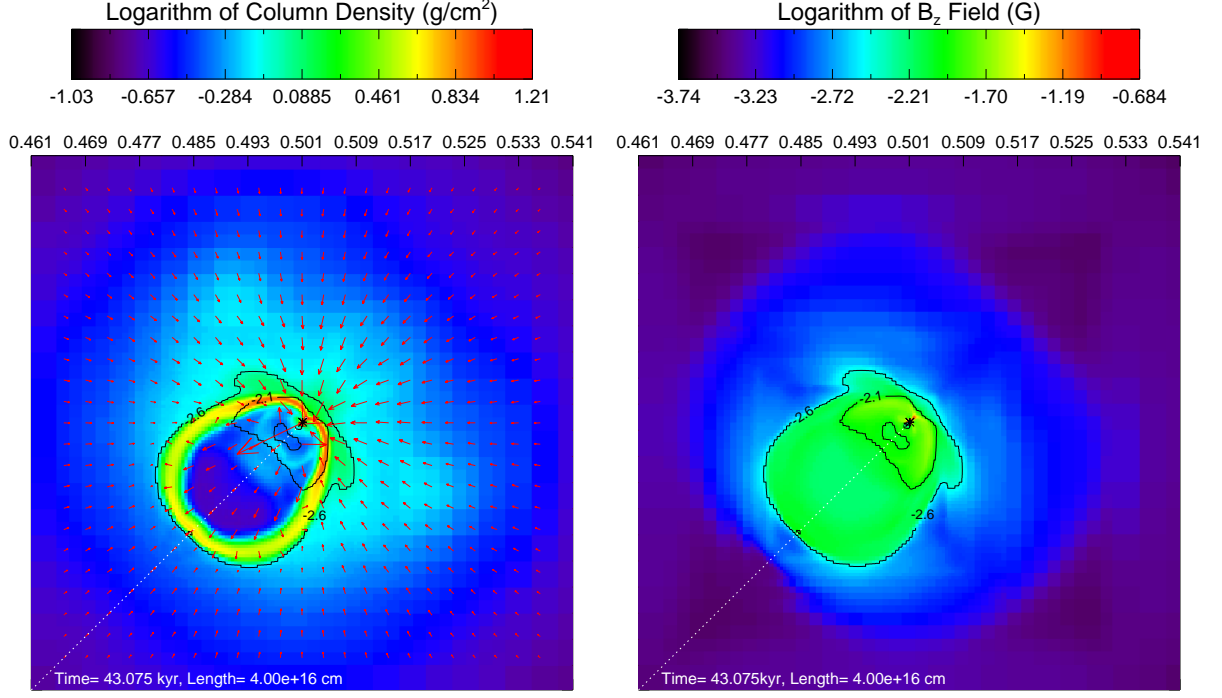 Logarithm of Column Density (g/cm²)
-1.03 -0.657 -0.284 0.0885 0.461 0.834 1.21
0.461 0.469 0.477 0.485 0.493 0.501 0.509 0.517 0.525 0.533 0.541
-2.1
-2.6
-2.6
Time= 43.075 kyr, Length= 4.00e+16 cm
Logarithm of B_z Field (G)
-3.74 -3.23 -2.72 -2.21 -1.70 -1.19 -0.684
0.461 0.469 0.477 0.485 0.493 0.501 0.509 0.517 0.525 0.533 0.541
-2.1
-2.6
-2.6
Time= 43.075kyr, Length= 4.00e+16 cm